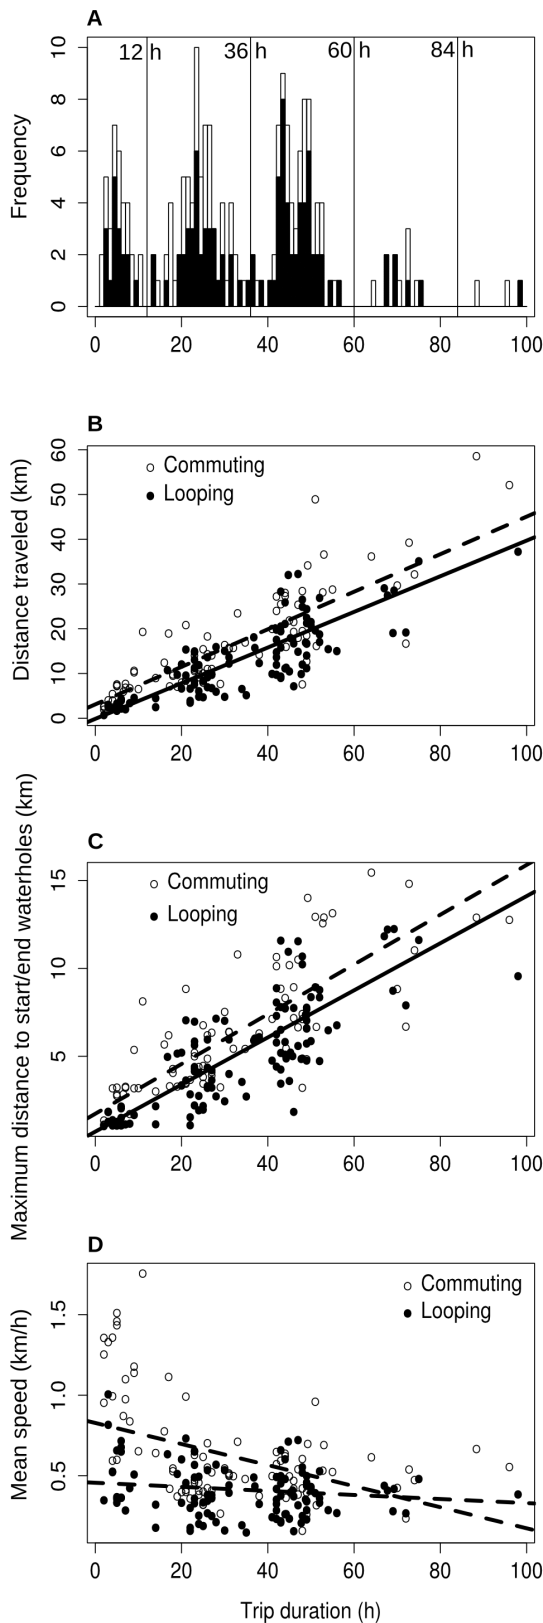 A
12 h 36 h 60 h 84 h
10
8
6
4
2
0
Frequency
0 20 40 60 80 100
B
60
50
40
30
20
10
0
Distance traveled (km)
Commuting
Looping
0 20 40 60 80 100
C
15
10
5
Maximum distance to start/end waterholes (km)
Commuting
Looping
0 20 40 60 80 100
D
1.5
1.0
0.5
Mean speed (km/h)
Commuting
Looping
0 20 40 60 80 100
Trip duration (h)